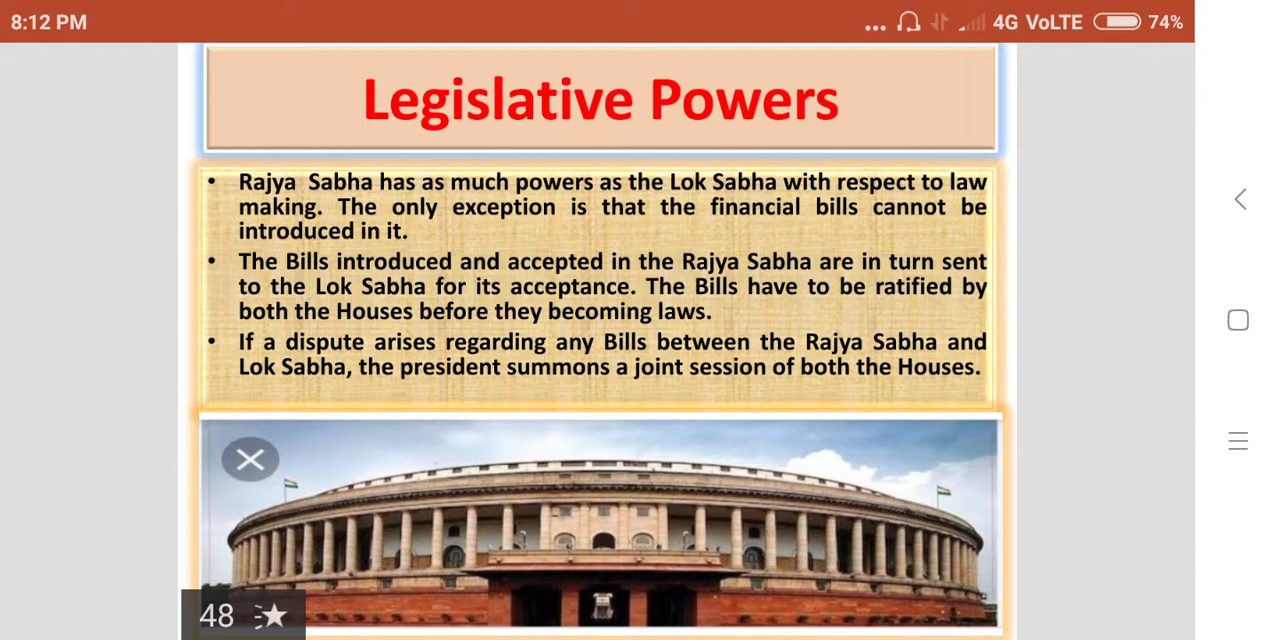 8:12 PM
... 4G VoLTE 74%
Legislative Powers
• Rajya Sabha has as much powers as the Lok Sabha with respect to law
making. The only exception is that the financial bills cannot be
introduced in it.
• The Bills introduced and accepted in the Rajya Sabha are in turn sent
to the Lok Sabha for its acceptance. The Bills have to be ratified by
both the Houses before they becoming laws.
• If a dispute arises regarding any Bills between the Rajya Sabha and
Lok Sabha, the president summons a joint session of both the Houses.
48